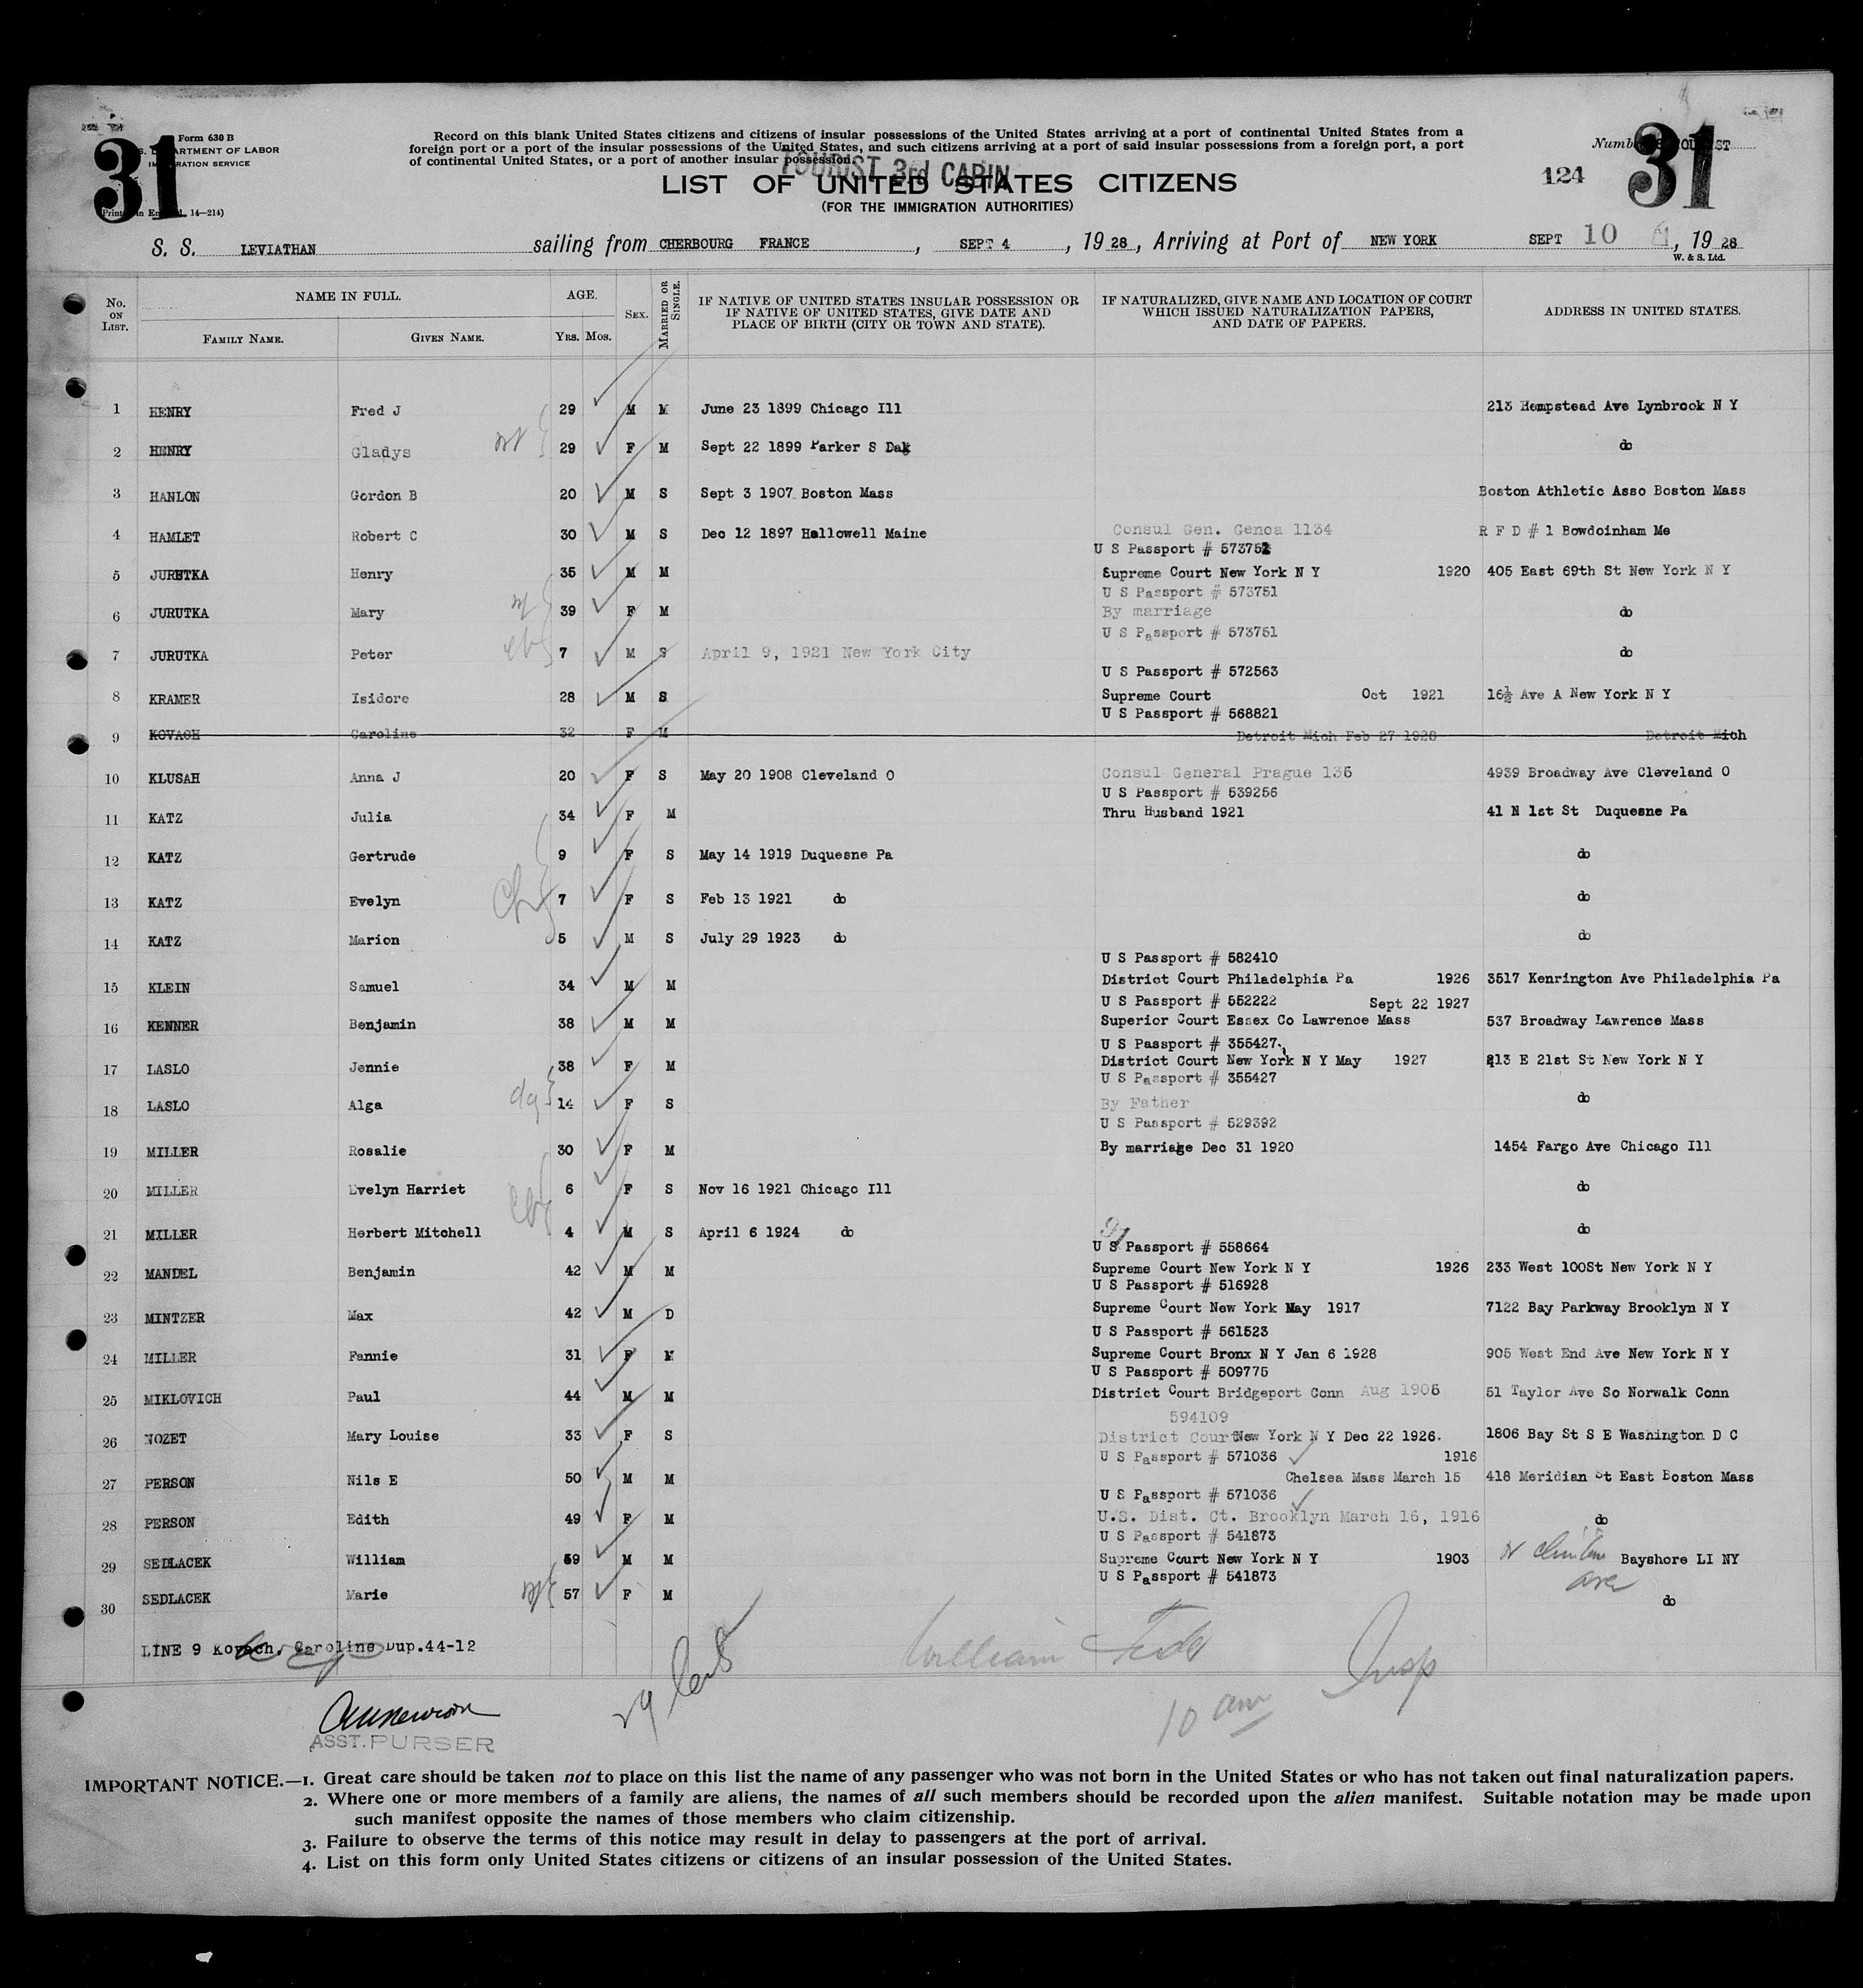 31
Form 630 B
U. S. DEPARTMENT OF LABOR
IMMIGRATION SERVICE
14—214)
Record on this blank United States citizens and citizens of insular possessions of the United States arriving at a port of continental United States from a
foreign port or a port of the insular possessions of the United States, and such citizens arriving at a port of said insular possessions from a foreign port, a port
of continental United States, or a port of another insular possession.
TOURIST 3rd CABIN
LIST OF UNITED STATES CITIZENS
(FOR THE IMMIGRATION AUTHORITIES)
124
31
S. S. LEVIATHAN sailing from CHERBOURG FRANCE, SEPT 4, 19 28, Arriving at Port of NEW YORK SEPT 10, 19 28
W. & S. Ltd.
No. ON LIST. NAME IN FULL. FAMILY NAME. GIVEN NAME. AGE. YRS. MOS. SEX. MARRIED OR SINGLE. IF NATIVE OF UNITED STATES INSULAR POSSESSION OR IF NATIVE OF UNITED STATES, GIVE DATE AND PLACE OF BIRTH (CITY OR TOWN AND STATE). IF NATURALIZED, GIVE NAME AND LOCATION OF COURT WHICH ISSUED NATURALIZATION PAPERS, AND DATE OF PAPERS. ADDRESS IN UNITED STATES.
1 HENRY Fred J 29 M M June 23 1899 Chicago Ill 213 Hempstead Ave Lynbrook N Y
2 HENRY Gladys 29 F M Sept 22 1899 Parker S Dak do
3 HANLON Gordon B 20 M S Sept 3 1907 Boston Mass Boston Athletic Asso Boston Mass
4 HAMLET Robert C 30 M S Dec 12 1897 Hallowell Maine Consul Gen. Genoa 1134 R F D # 1 Bowdoinham Me
U S Passport # 573751
5 JURUTKA Henry 35 M M Supreme Court New York N Y 1920 405 East 69th St New York N Y
U S Passport # 573751
6 JURUTKA Mary 39 F M By marriage do
U S Passport # 573751
7 JURUTKA Peter 7 M S April 9, 1921 New York City do
U S Passport # 572563
8 KRAMER Isidore 28 M S Supreme Court Oct 1921 16½ Ave A New York N Y
U S Passport # 568821
9 KOVACH Caroline 32 F M Detroit Mich Feb 27 1928 Detroit Mich
10 KLUSAH Anna J 20 F S May 20 1908 Cleveland O Consul General Prague 136 4939 Broadway Ave Cleveland O
U S Passport # 539256
11 KATZ Julia 34 F M Thru Husband 1921 41 N 1st St Duquesne Pa
12 KATZ Gertrude 9 F S May 14 1919 Duquesne Pa do
13 KATZ Evelyn 7 F S Feb 13 1921 do do
14 KATZ Marion 5 M S July 29 1923 do do
U S Passport # 582410
15 KLEIN Samuel 34 M M District Court Philadelphia Pa 1926 3517 Kenrington Ave Philadelphia Pa
U S Passport # 552222 Sept 22 1927
16 KENNER Benjamin 38 M M Superior Court Essex Co Lawrence Mass 537 Broadway Lawrence Mass
U S Passport # 355427
17 LASLO Jennie 38 F M District Court New York N Y May 1927 213 E 21st St New York N Y
U S Passport # 355427
18 LASLO Alga 14 F S By Father do
U S Passport # 529392
19 MILLER Rosalie 30 F M By marriage Dec 31 1920 1454 Fargo Ave Chicago Ill
20 MILLER Evelyn Harriet 6 F S Nov 16 1921 Chicago Ill do
21 MILLER Herbert Mitchell 4 M S April 6 1924 do do
U S Passport # 558664
22 MANDEL Benjamin 42 M M Supreme Court New York N Y 1926 233 West 100St New York N Y
U S Passport # 516928
23 MINTZER Max 42 M D Supreme Court New York May 1917 7122 Bay Parkway Brooklyn N Y
U S Passport # 561523
24 MILLER Fannie 31 F M Supreme Court Bronx N Y Jan 6 1928 905 West End Ave New York N Y
U S Passport # 509775
25 MIKLOVICH Paul 44 M M District Court Bridgeport Conn Aug 1906 51 Taylor Ave So Norwalk Conn
594109
26 NOZET Mary Louise 33 F S District Court New York N Y Dec 22 1926. 1806 Bay St S E Washington D C
U S Passport # 571036 1916
27 PERSON Nils E 50 M M Chelsea Mass March 15 418 Meridian St East Boston Mass
U S Passport # 571036
28 PERSON Edith 49 F M U.S. Dist. Ct. Brooklyn March 16, 1916 do
U S Passport # 541873
29 SEDLACEK William 59 M M Supreme Court New York N Y 1903 N Clinton Ave Bayshore LI NY
U S Passport # 541873
30 SEDLACEK Marie 57 F M do
LINE 9 Kovach, Caroline Dup.44-12
William
Insp
10 am
ASST. PURSER
IMPORTANT NOTICE.—1. Great care should be taken not to place on this list the name of any passenger who was not born in the United States or who has not taken out final naturalization papers.
2. Where one or more members of a family are aliens, the names of all such members should be recorded upon the alien manifest. Suitable notation may be made upon
such manifest opposite the names of those members who claim citizenship.
3. Failure to observe the terms of this notice may result in delay to passengers at the port of arrival.
4. List on this form only United States citizens or citizens of an insular possession of the United States.